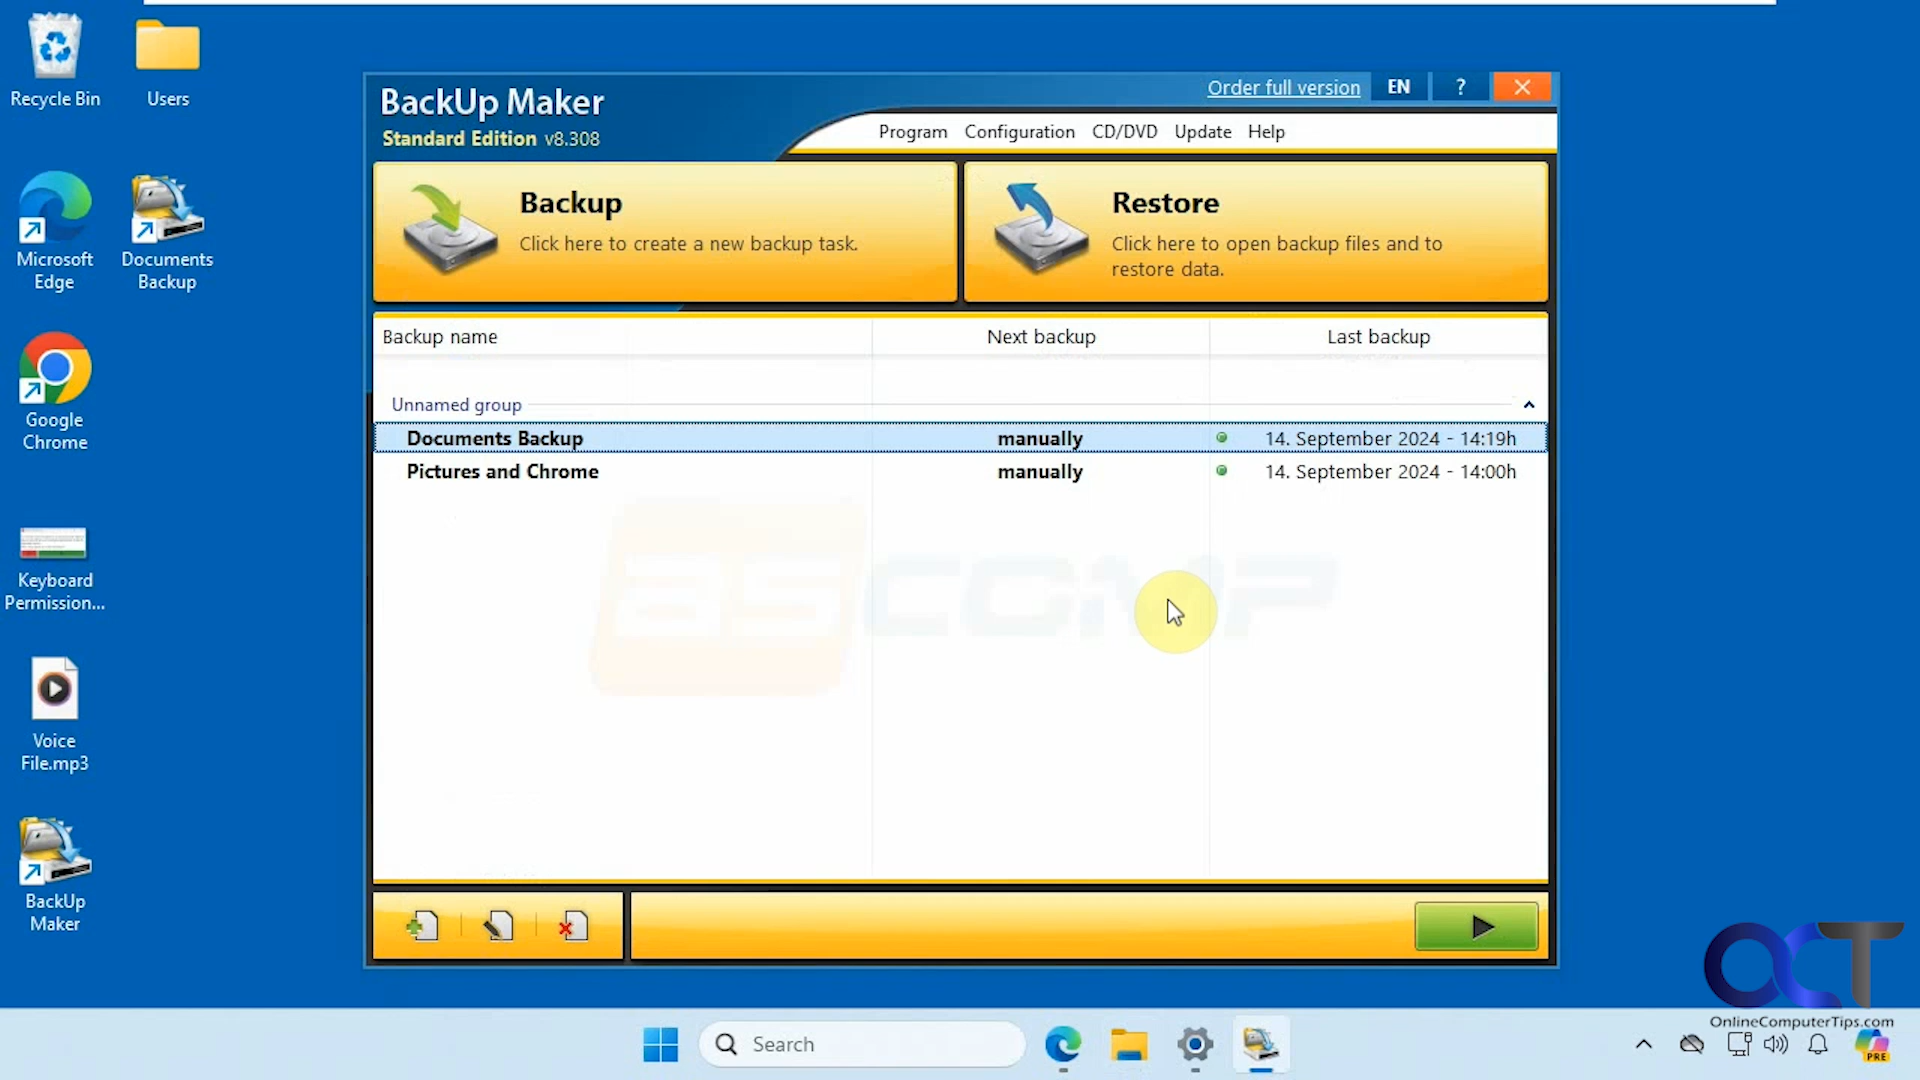 Recycle Bin
Users
Microsoft
Edge
Documents
Backup
Google
Chrome
Keyboard
Permission...
Voice
File.mp3
BackUp
Maker
BackUp Maker
Standard Edition v8.308
Order full version
EN
?
Program Configuration CD/DVD Update Help
Backup
Click here to create a new backup task.
Restore
Click here to open backup files and to
restore data.
Backup name Next backup Last backup
Unnamed group
Documents Backup manually 14. September 2024 - 14:19h
Pictures and Chrome manually 14. September 2024 - 14:00h
ascomp
OCT
OnlineComputerTips.com
Search
PRE